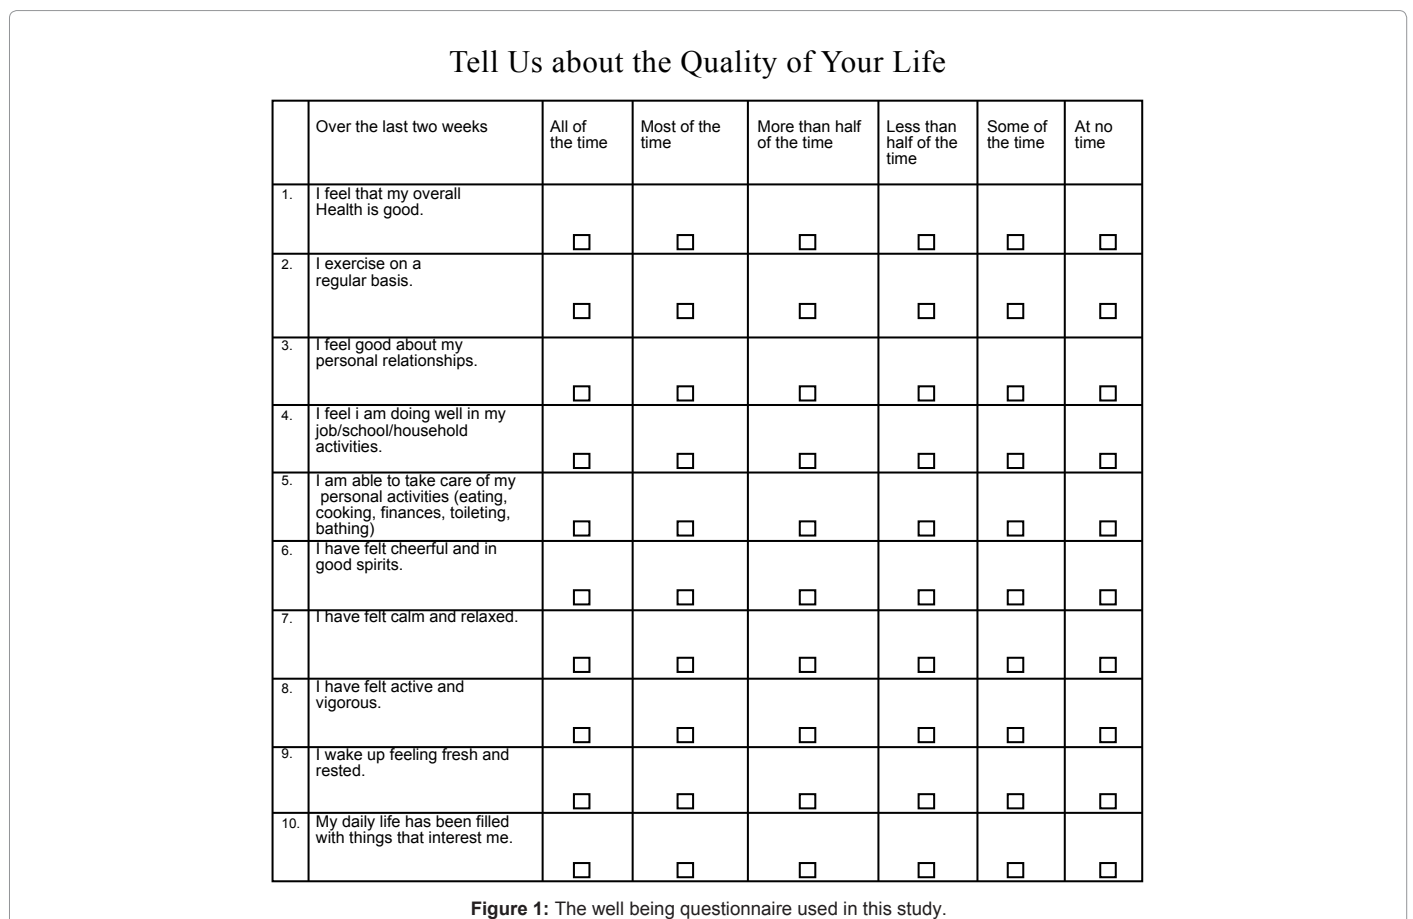 Tell Us about the Quality of Your Life
Over the last two weeks
All of
the time
Most of the
time
More than half
of the time
Less than
half of the
time
Some of
the time
At no
time
1.
I feel that my overall
Health is good.
2.
I exercise on a
regular basis.
3.
I feel good about my
personal relationships.
4.
I feel i am doing well in my
job/school/household
activities.
5.
I am able to take care of my
personal activities (eating,
cooking, finances, toileting,
bathing)
6.
I have felt cheerful and in
good spirits.
7.
I have felt calm and relaxed.
8.
I have felt active and
vigorous.
9.
I wake up feeling fresh and
rested.
10.
My daily life has been filled
with things that interest me.
Figure 1: The well being questionnaire used in this study.